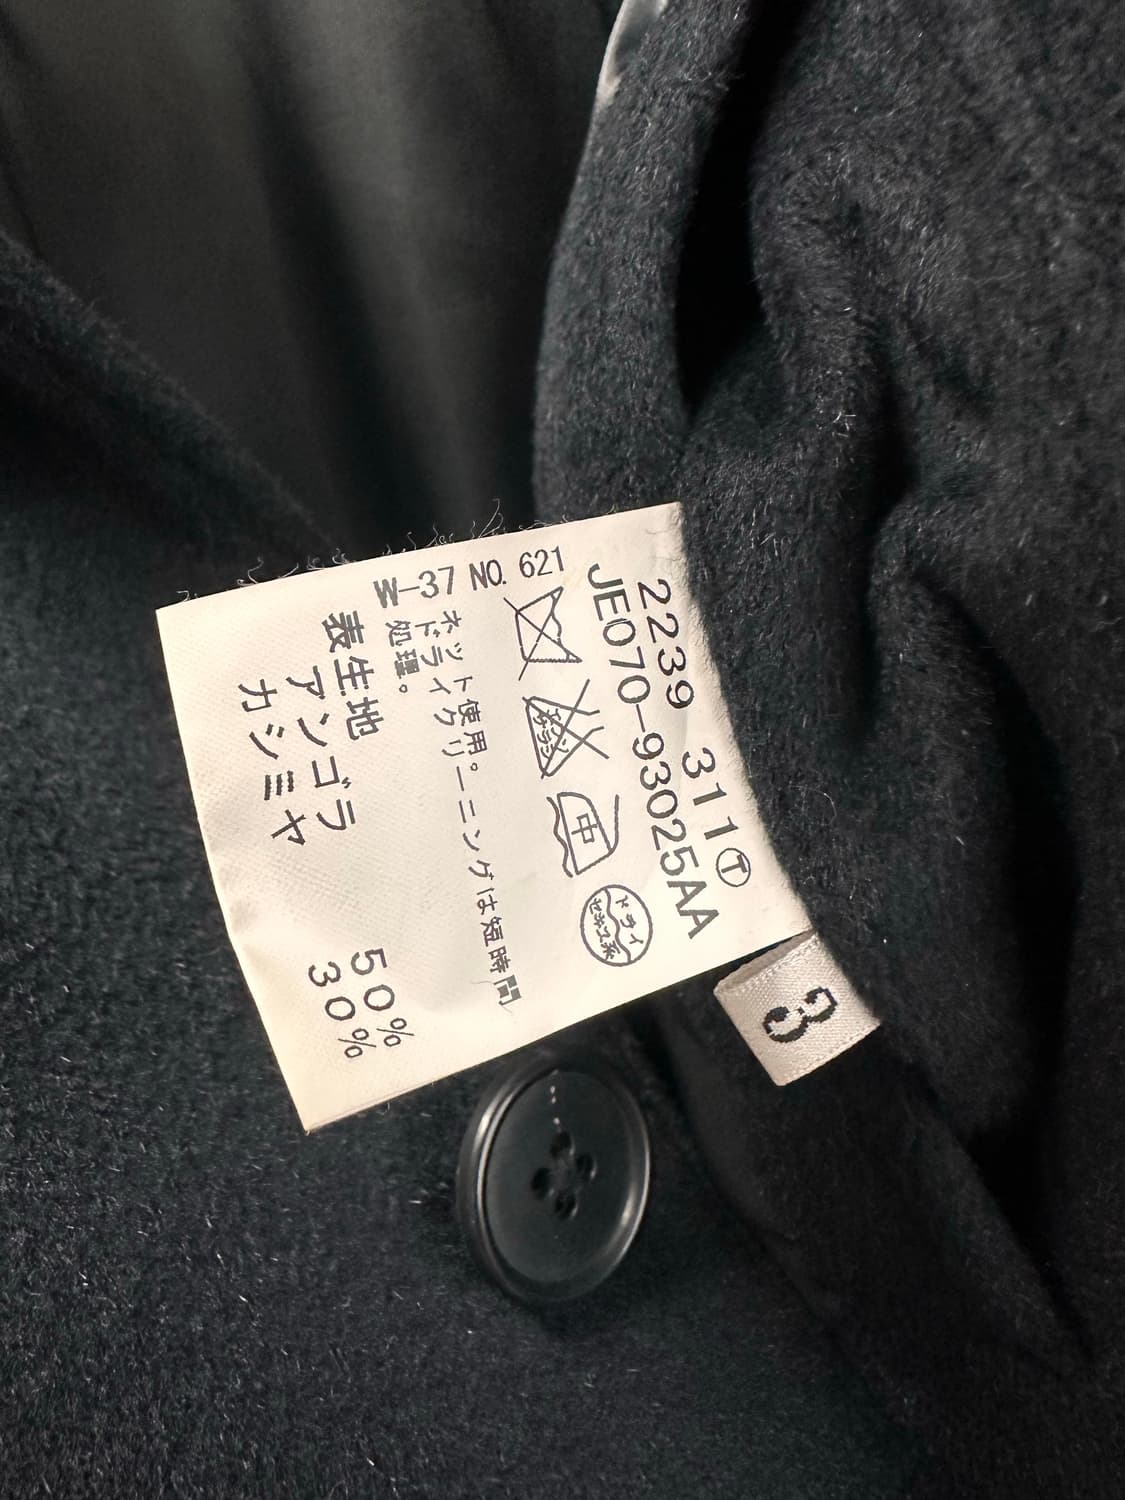 2239 311Ⓣ
JE070-93025AA
中
ドライ
セキユ系
NO. 621
W-37
ネット使用。
ドライクリーニングは短時間
処理。
表生地
アンゴラ 50%
カシミヤ 30%
3